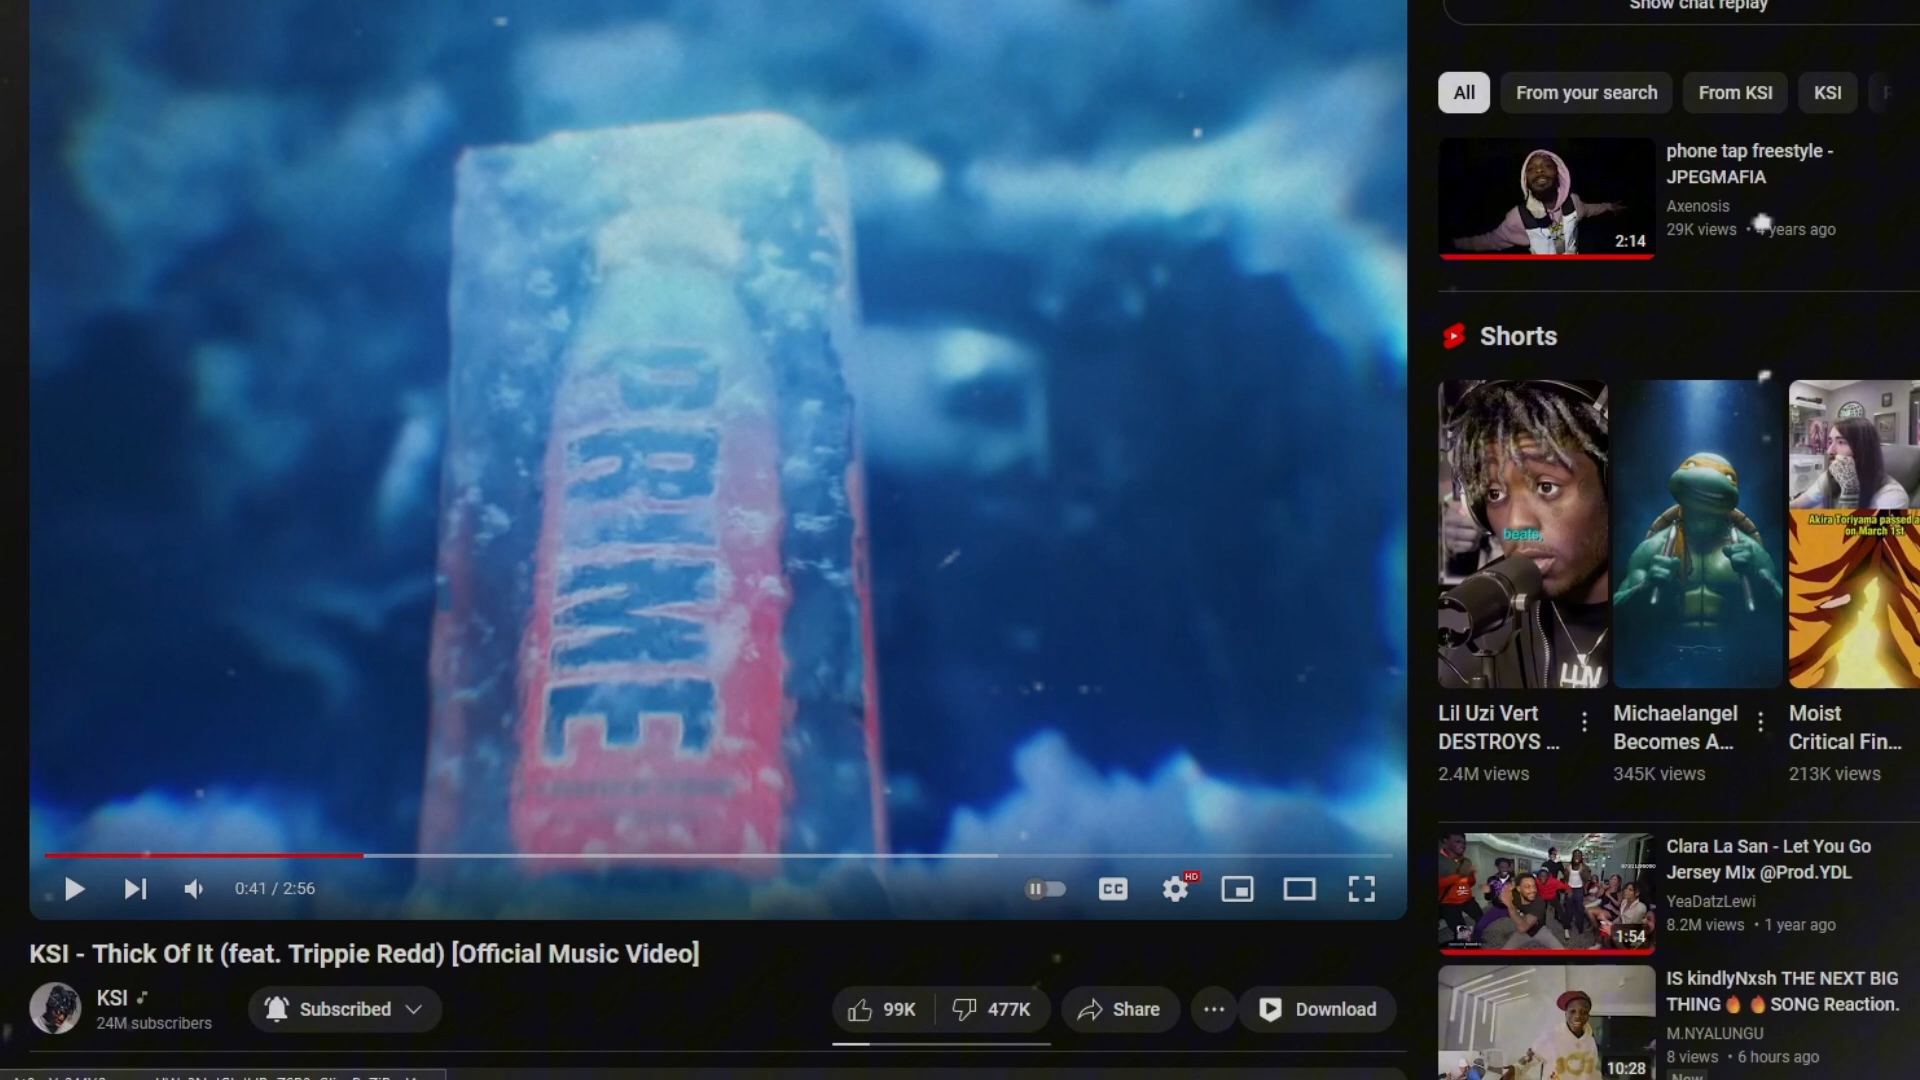 Show chat replay
All
From your search
From KSI
KSI
phone tap freestyle -
JPEGMAFIA
Axenosis
29K views • 4 years ago
2:14
Shorts
beats,
Akira Toriyama passed a
on March 1st
Lil Uzi Vert
DESTROYS ...
2.4M views
Michaelangel
Becomes A...
345K views
Moist
Critical Fin...
213K views
PRIME
0:41 / 2:56
CC
HD
KSI - Thick Of It (feat. Trippie Redd) [Official Music Video]
KSI
24M subscribers
Subscribed
99K
477K
Share
Download
Clara La San - Let You Go
Jersey MIx @Prod.YDL
YeaDatzLewi
8.2M views • 1 year ago
1:54
IS kindlyNxsh THE NEXT BIG
THING🔥🔥SONG Reaction.
M.NYALUNGU
8 views • 6 hours ago
10:28
New